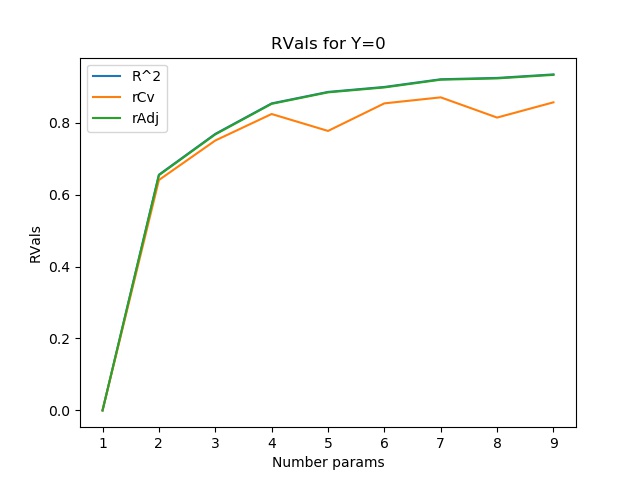 RVals for Y=0
R^2
rCv
rAdj
RVals
0.8
0.6
0.4
0.2
0.0
1 2 3 4 5 6 7 8 9
Number params